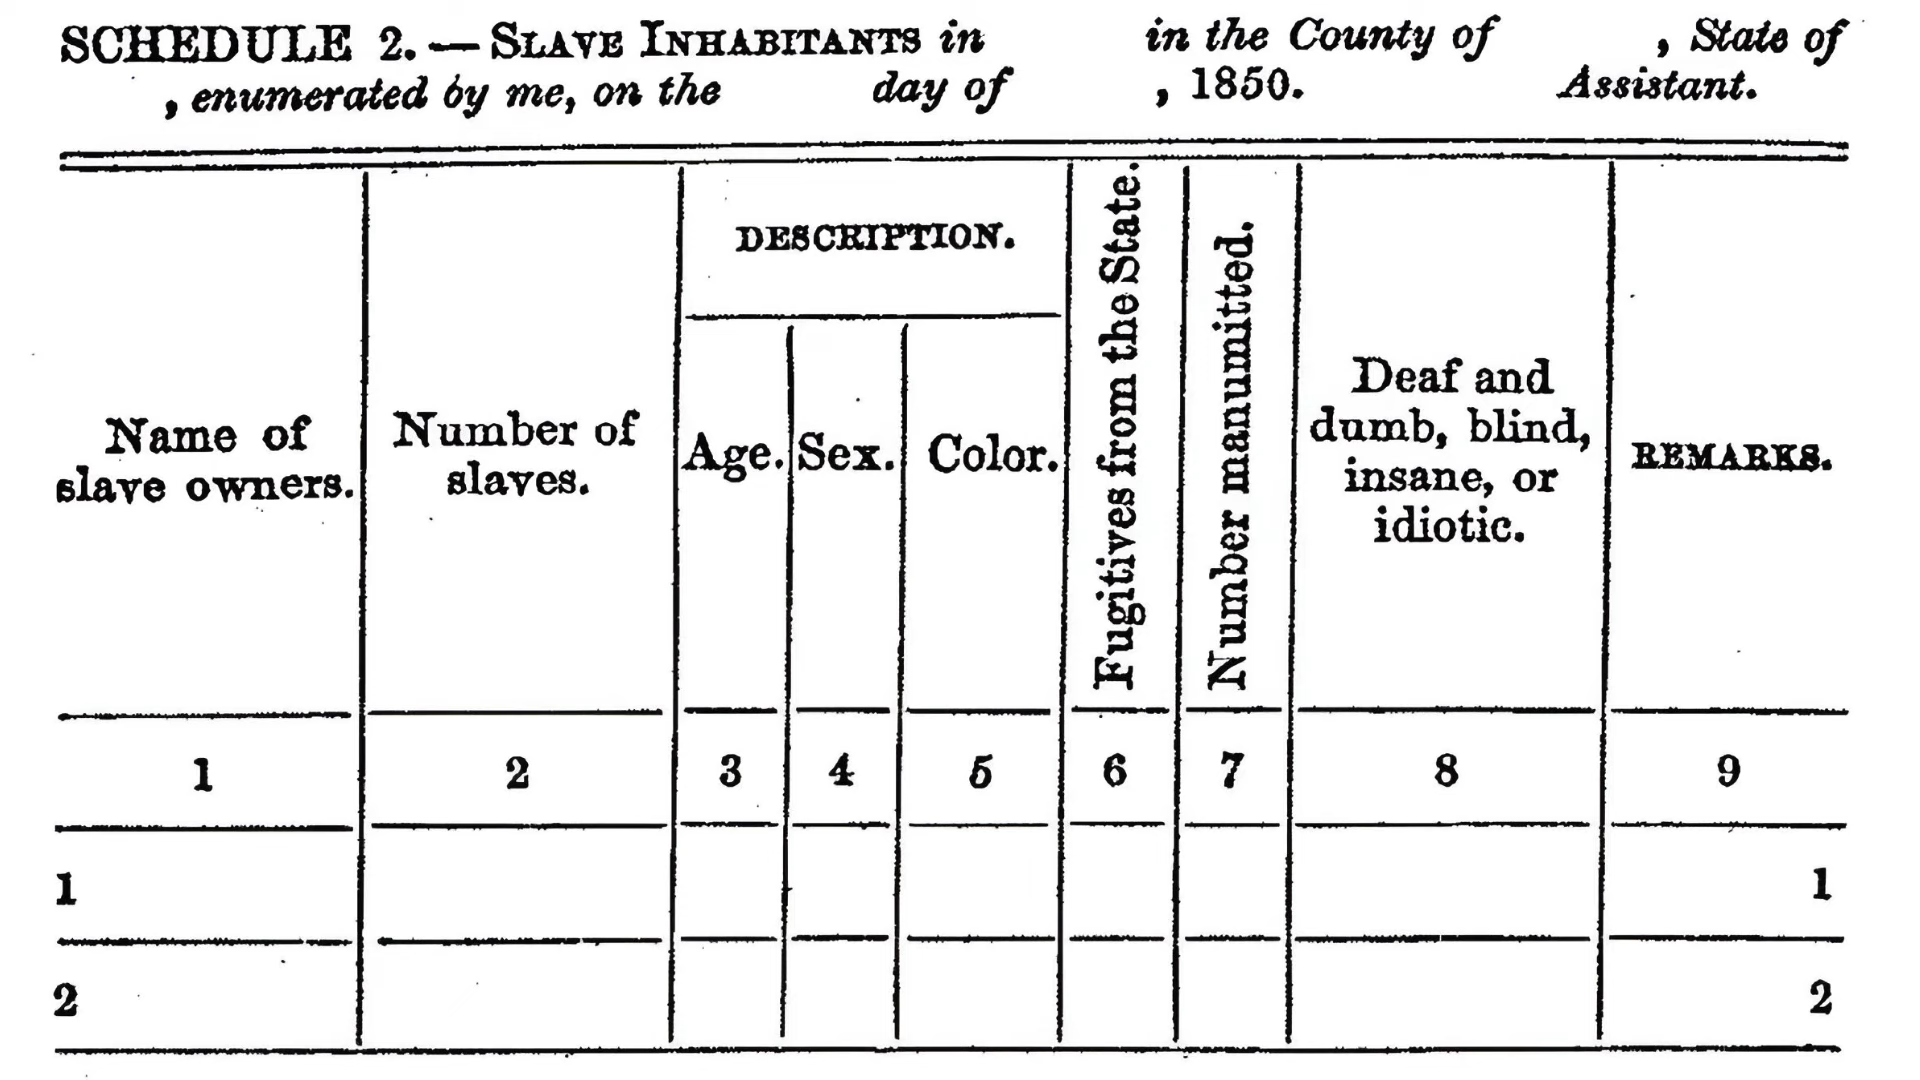 SCHEDULE 2. — SLAVE INHABITANTS in in the County of , State of
, enumerated by me, on the day of , 1850. Assistant.
Name of
slave owners.
Number of
slaves.
DESCRIPTION.
Age.
Sex.
Color.
Fugitives from the State.
Number manumitted.
Deaf and
dumb, blind,
insane, or
idiotic.
REMARKS.
1 2 3 4 5 6 7 8 9
1 1
2 2